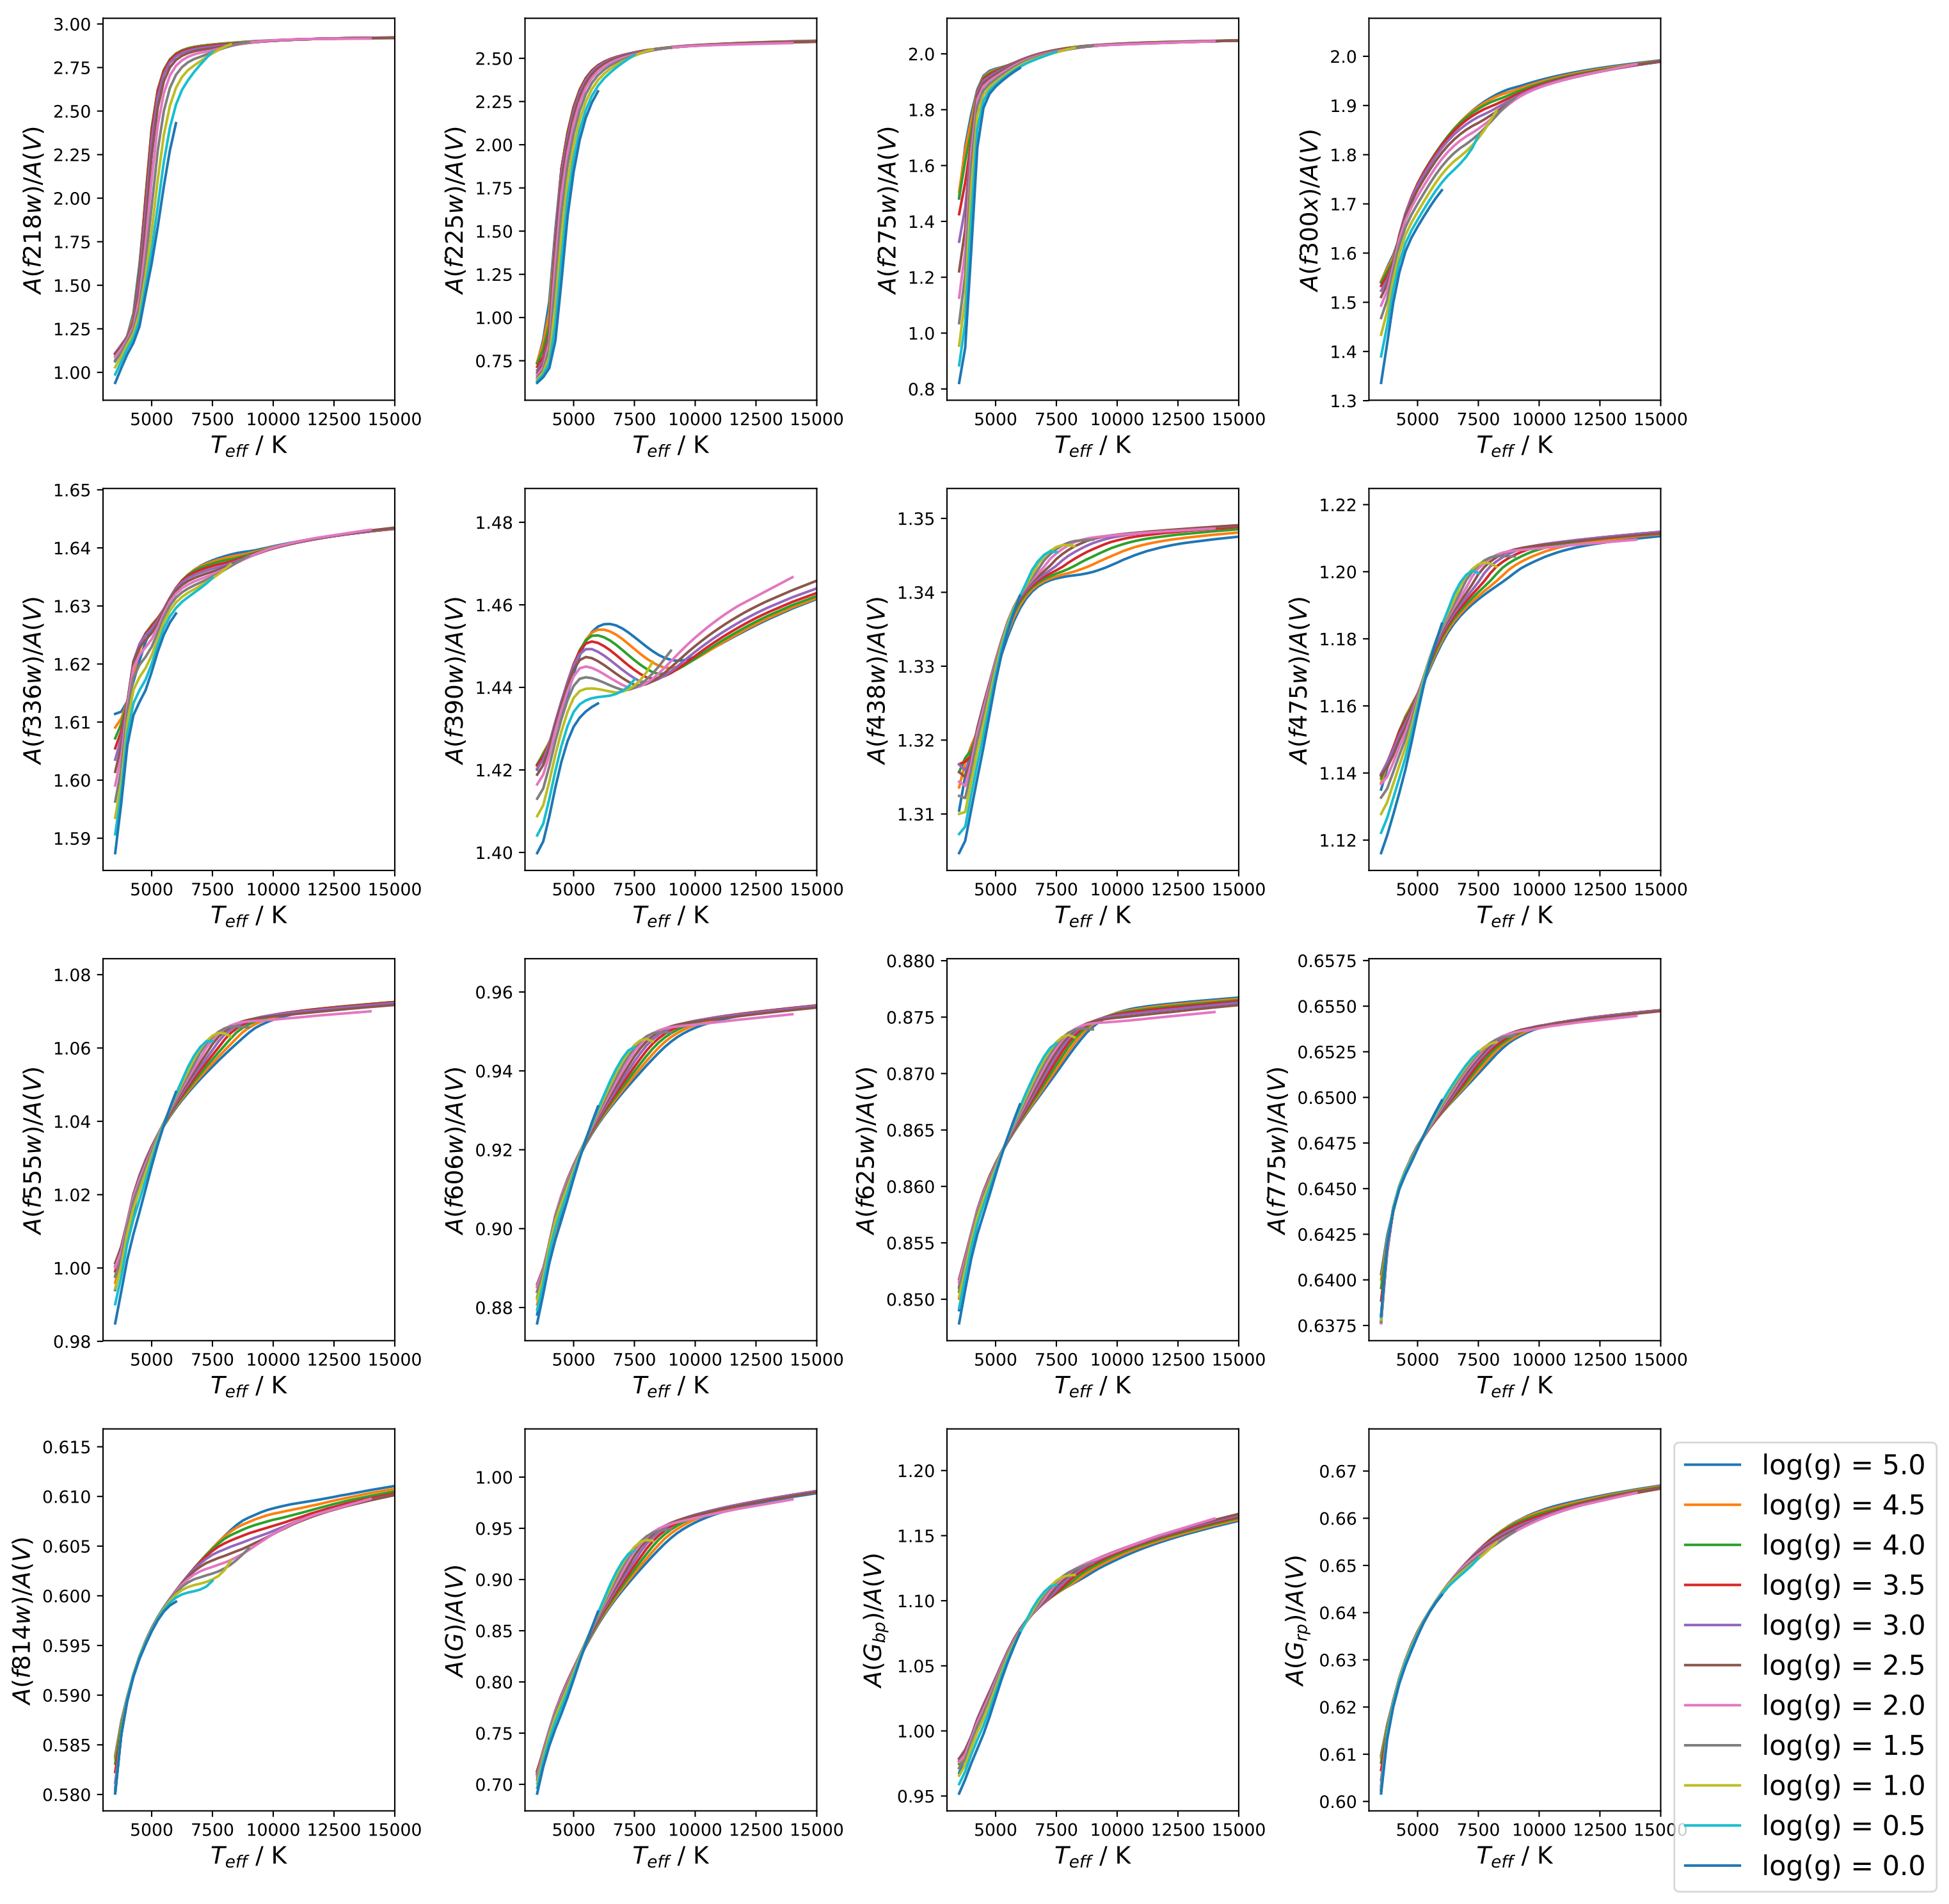 A(f218w)/A(V)
3.00
2.75
2.50
2.25
2.00
1.75
1.50
1.25
1.00
5000 7500 10000 12500 15000
T_eff / K
A(f225w)/A(V)
2.50
2.25
2.00
1.75
1.50
1.25
1.00
0.75
5000 7500 10000 12500 15000
T_eff / K
A(f275w)/A(V)
2.0
1.8
1.6
1.4
1.2
1.0
0.8
5000 7500 10000 12500 15000
T_eff / K
A(f300x)/A(V)
2.0
1.9
1.8
1.7
1.6
1.5
1.4
1.3
5000 7500 10000 12500 15000
T_eff / K
A(f336w)/A(V)
1.65
1.64
1.63
1.62
1.61
1.60
1.59
5000 7500 10000 12500 15000
T_eff / K
A(f390w)/A(V)
1.48
1.46
1.44
1.42
1.40
5000 7500 10000 12500 15000
T_eff / K
A(f438w)/A(V)
1.35
1.34
1.33
1.32
1.31
5000 7500 10000 12500 15000
T_eff / K
A(f475w)/A(V)
1.22
1.20
1.18
1.16
1.14
1.12
5000 7500 10000 12500 15000
T_eff / K
A(f555w)/A(V)
1.08
1.06
1.04
1.02
1.00
0.98
5000 7500 10000 12500 15000
T_eff / K
A(f606w)/A(V)
0.96
0.94
0.92
0.90
0.88
5000 7500 10000 12500 15000
T_eff / K
A(f625w)/A(V)
0.880
0.875
0.870
0.865
0.860
0.855
0.850
5000 7500 10000 12500 15000
T_eff / K
A(f775w)/A(V)
0.6575
0.6550
0.6525
0.6500
0.6475
0.6450
0.6425
0.6400
0.6375
5000 7500 10000 12500 15000
T_eff / K
A(f814w)/A(V)
0.615
0.610
0.605
0.600
0.595
0.590
0.585
0.580
5000 7500 10000 12500 15000
T_eff / K
A(G)/A(V)
1.00
0.95
0.90
0.85
0.80
0.75
0.70
5000 7500 10000 12500 15000
T_eff / K
A(G_bp)/A(V)
1.20
1.15
1.10
1.05
1.00
0.95
5000 7500 10000 12500 15000
T_eff / K
A(G_rp)/A(V)
0.67
0.66
0.65
0.64
0.63
0.62
0.61
0.60
5000 7500 10000 12500 15000
T_eff / K
log(g) = 5.0
log(g) = 4.5
log(g) = 4.0
log(g) = 3.5
log(g) = 3.0
log(g) = 2.5
log(g) = 2.0
log(g) = 1.5
log(g) = 1.0
log(g) = 0.5
log(g) = 0.0